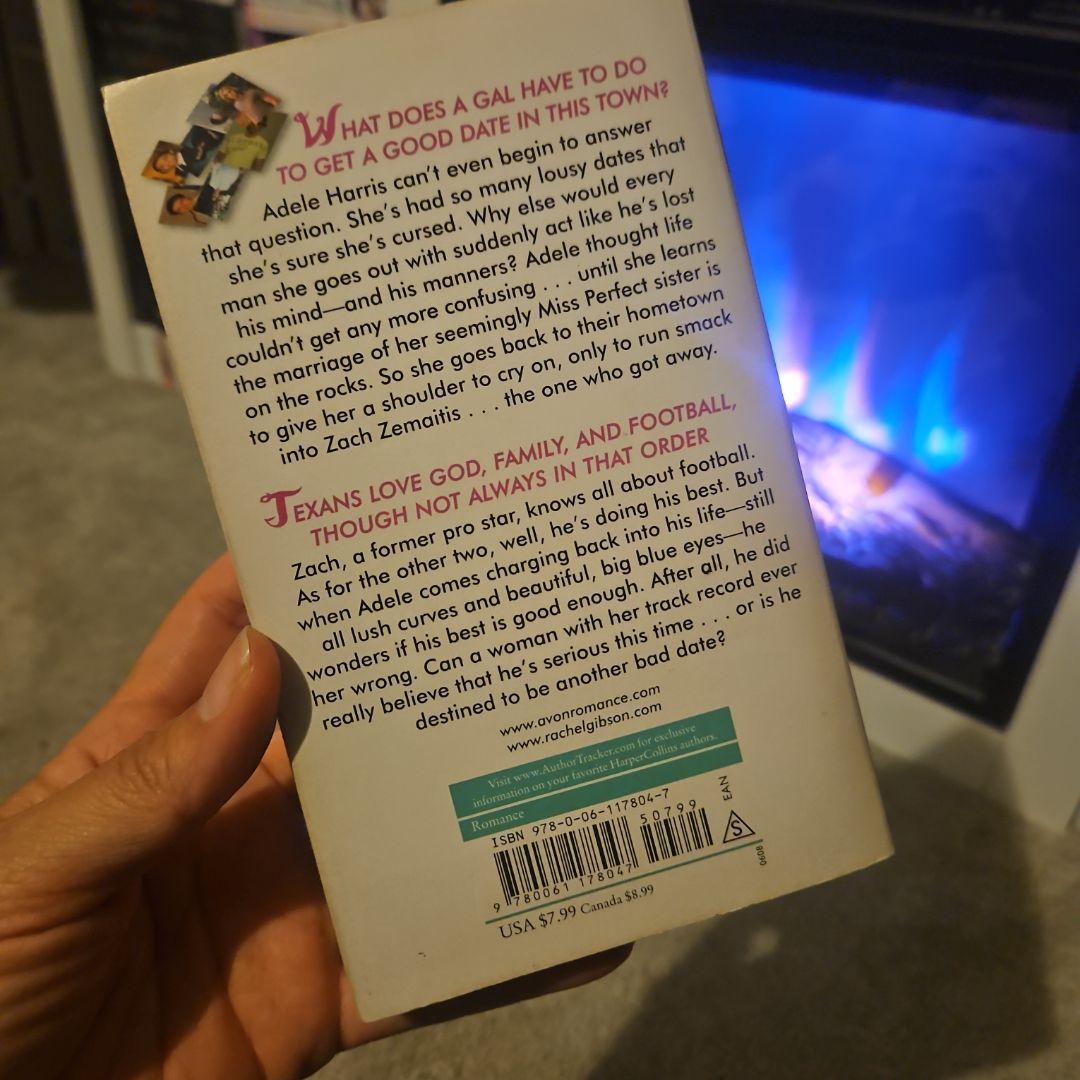 WHAT DOES A GAL HAVE TO DO
TO GET A GOOD DATE IN THIS TOWN?
Adele Harris can't even begin to answer
that question. She's had so many lousy dates that
she's sure she's cursed. Why else would every
man she goes out with suddenly act like he's lost
his mind—and his manners? Adele thought life
couldn't get any more confusing . . . until she learns
the marriage of her seemingly Miss Perfect sister is
on the rocks. So she goes back to their hometown
to give her a shoulder to cry on, only to run smack
into Zach Zemaitis . . . the one who got away.
TEXANS LOVE GOD, FAMILY, AND FOOTBALL,
THOUGH NOT ALWAYS IN THAT ORDER
Zach, a former pro star, knows all about football.
As for the other two, well, he's doing his best. But
when Adele comes charging back into his life—still
all lush curves and beautiful, big blue eyes—he
wonders if his best is good enough. After all, he did
her wrong. Can a woman with her track record ever
really believe that he's serious this time . . . or is he
destined to be another bad date?
www.avonromance.com
www.rachelgibson.com
Visit www.AuthorTracker.com for exclusive
information on your favorite HarperCollins authors.
Romance
ISBN 978-0-06-117804-7
50799
EAN
S
9 780061 178047
0608
USA $7.99 Canada $8.99